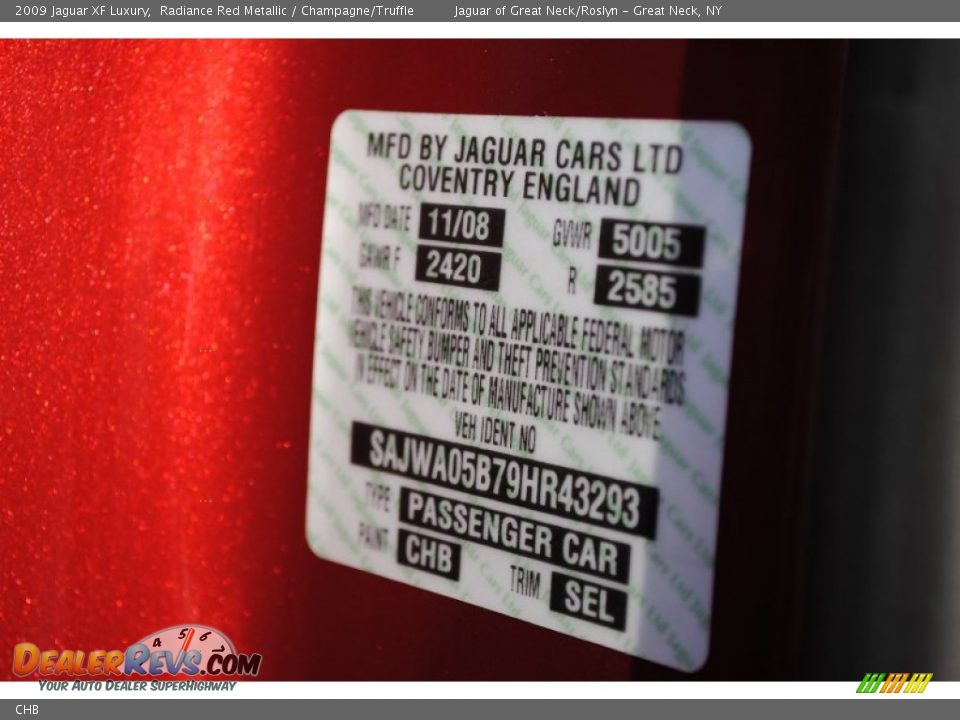 2009 Jaguar XF Luxury, Radiance Red Metallic / Champagne/Truffle Jaguar of Great Neck/Roslyn - Great Neck, NY
MFD BY JAGUAR CARS LTD
COVENTRY ENGLAND
MFD DATE 11/08 GVWR 5005
GAWR F 2420 R 2585
THIS VEHICLE CONFORMS TO ALL APPLICABLE FEDERAL MOTOR
VEHICLE SAFETY BUMPER AND THEFT PREVENTION STANDARDS
IN EFFECT ON THE DATE OF MANUFACTURE SHOWN ABOVE
VEH IDENT NO
SAJWA05B79HR43293
TYPE PASSENGER CAR
PAINT CHB TRIM SEL
4 5 6
DEALERREVS.COM
YOUR AUTO DEALER SUPERHIGHWAY
CHB